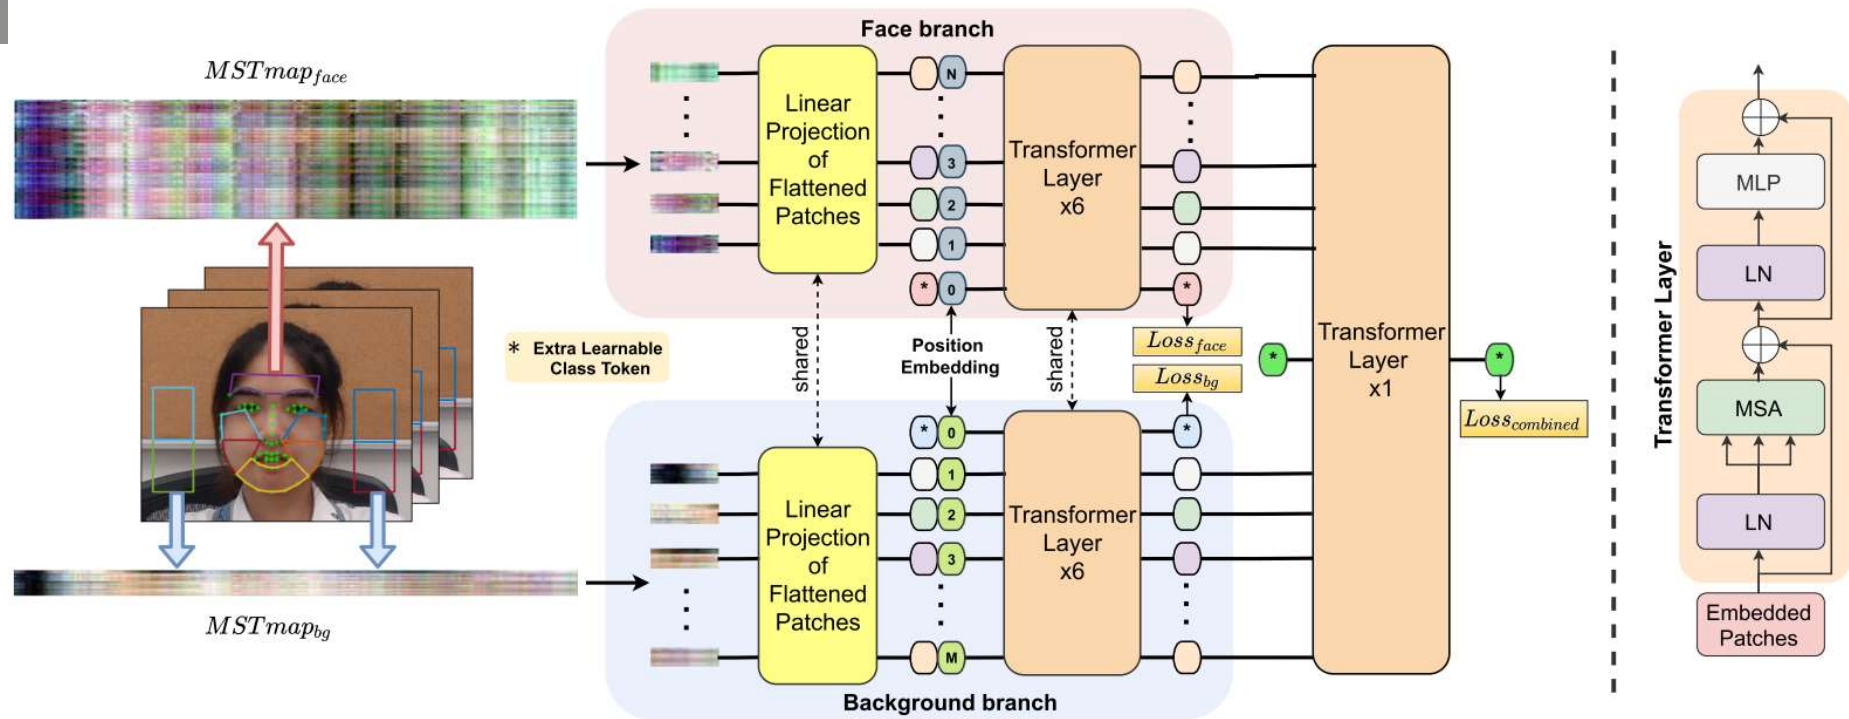 Face branch
MSTmap_face
N
3
2
1
* 0
Linear
Projection
of
Flattened
Patches
Transformer
Layer
x6
*
shared
Position
Embedding
shared
* Extra Learnable
Class Token
Loss_face
Loss_bg
*
Transformer
Layer
x1
*
Loss_combined
* 0
1
2
3
M
Linear
Projection
of
Flattened
Patches
Transformer
Layer
x6
*
MSTmap_bg
Background branch
Transformer Layer
MLP
LN
MSA
LN
Embedded
Patches